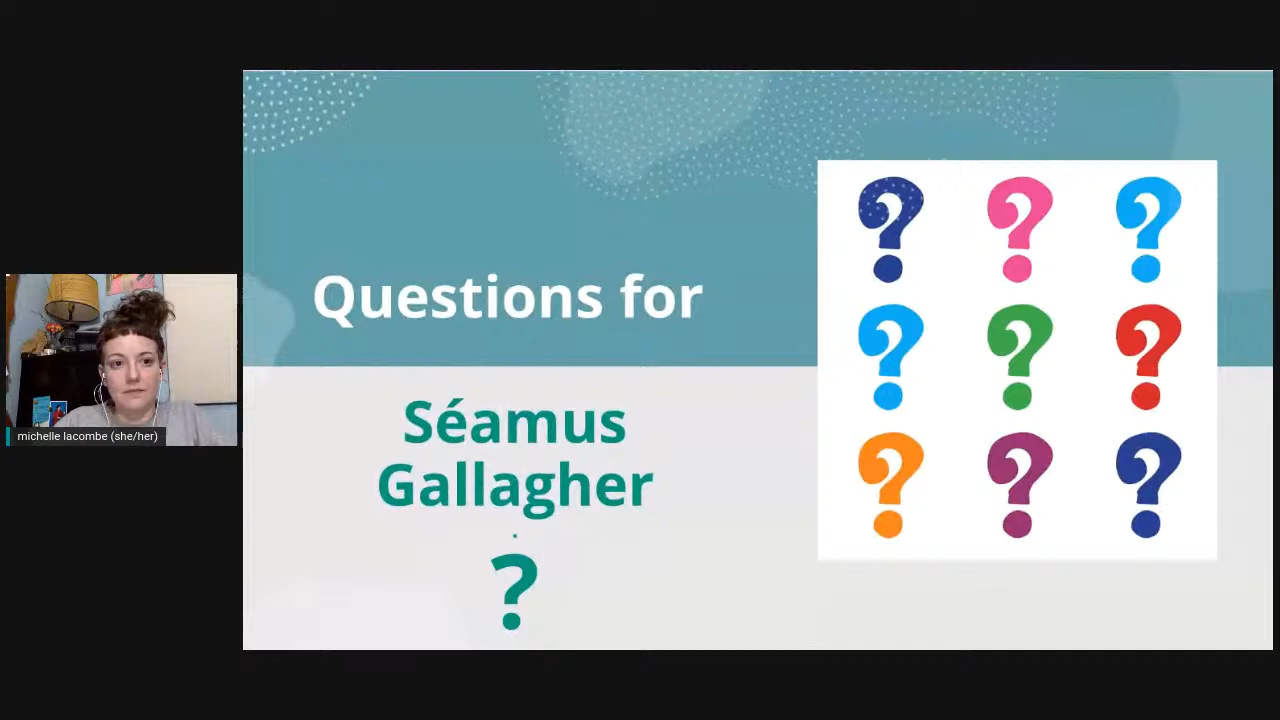 Questions for
Séamus
Gallagher
.
?
? ? ?
? ? ?
? ? ?
michelle lacombe (she/her)